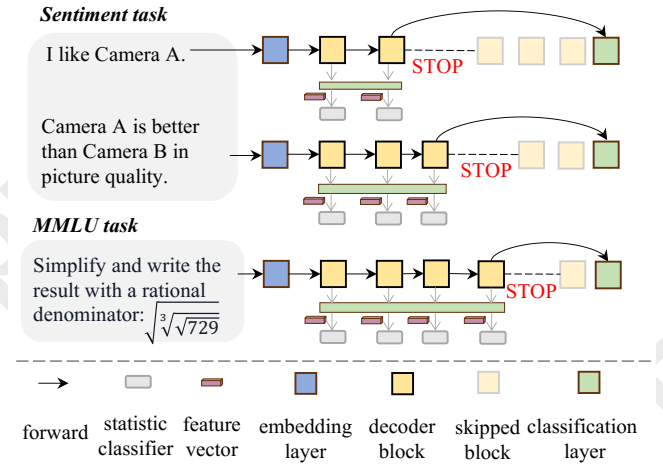 Sentiment task
I like Camera A.
STOP
Camera A is better
than Camera B in
picture quality.
STOP
MMLU task
Simplify and write the
result with a rational
denominator: √(∛(√729))
STOP
forward
statistic
classifier
feature
vector
embedding
layer
decoder
block
skipped
block
classification
layer